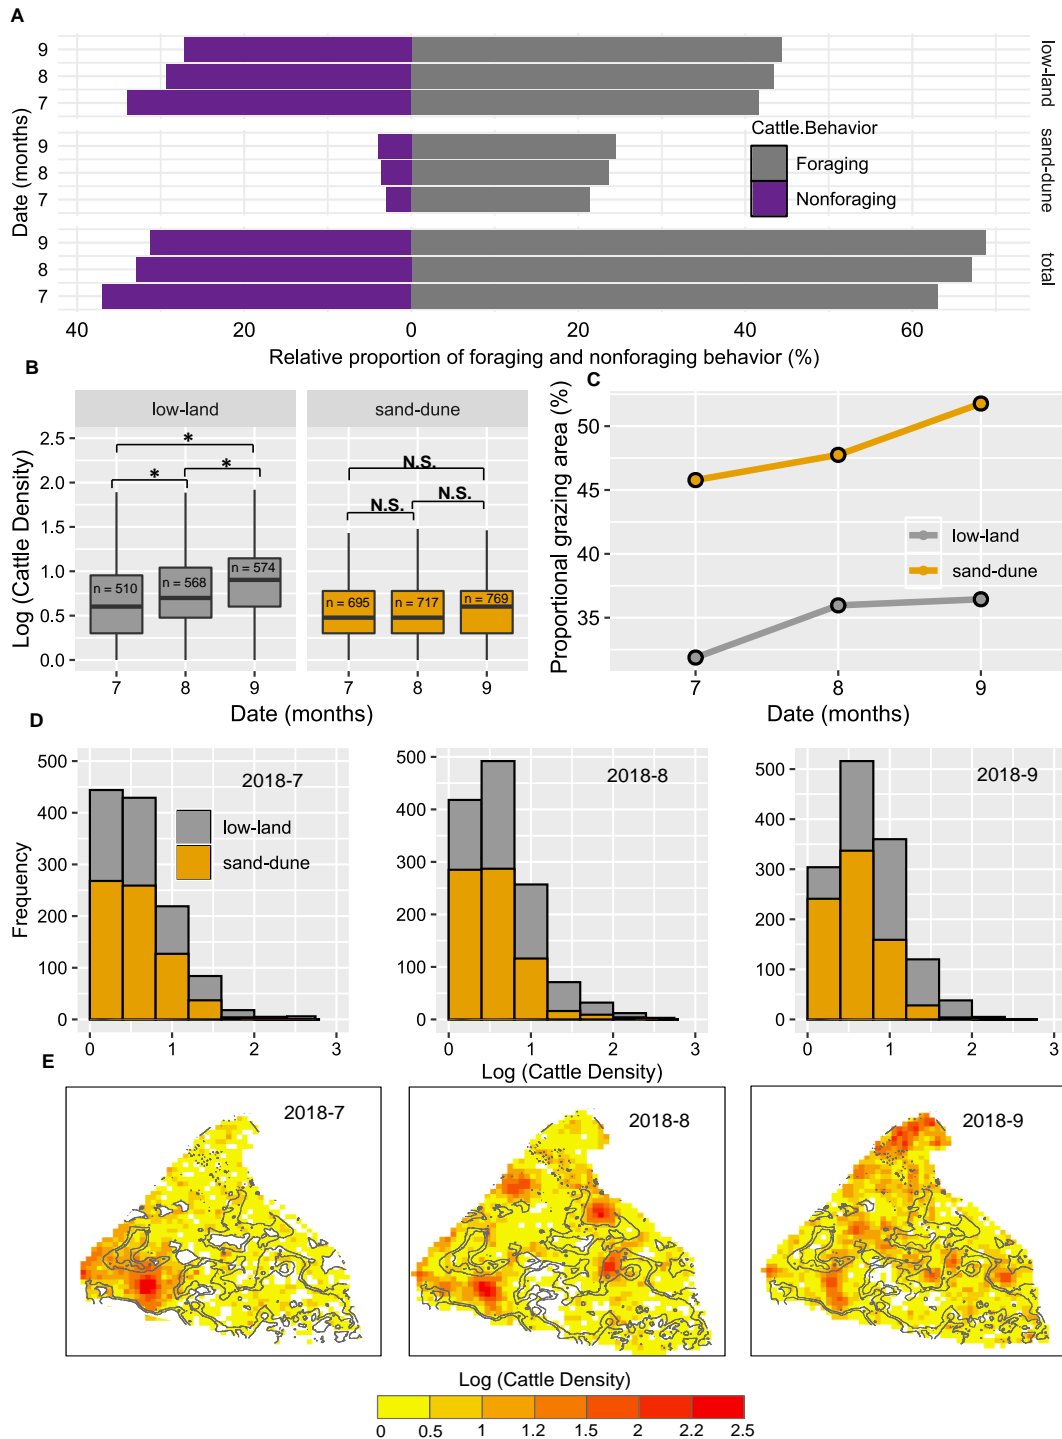 A
9
8
7
low-land
9
8
7
sand-dune
Cattle.Behavior
Foraging
Nonforaging
9
8
7
total
Date (months)
40 20 0 20 40 60
Relative proportion of foraging and nonforaging behavior (%)
B
low-land sand-dune
Log (Cattle Density)
2.5
2.0
1.5
1.0
0.5
0.0
*
* *
N.S.
N.S. N.S.
n = 510 n = 568 n = 574
n = 695 n = 717 n = 769
7 8 9 7 8 9
Date (months)
C
Proportional grazing area (%)
50
45
40
35
low-land
sand-dune
7 8 9
Date (months)
D
Frequency
500
400
300
200
100
0
2018-7
low-land
sand-dune
0 1 2 3
500
400
300
200
100
0
2018-8
0 1 2 3
500
400
300
200
100
0
2018-9
0 1 2 3
Log (Cattle Density)
E
2018-7 2018-8 2018-9
Log (Cattle Density)
0 0.5 1 1.2 1.5 2 2.2 2.5